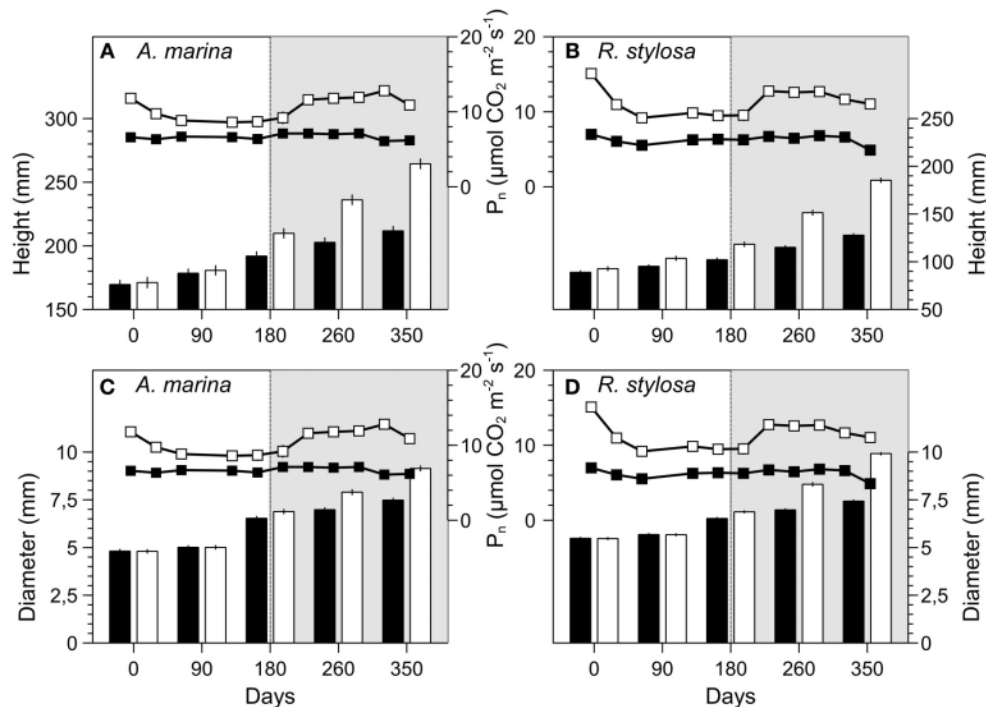 A A. marina
B R. stylosa
Height (mm)
300
250
200
150
20
10
0
Pn (µmol CO2 m-2 s-1)
20
10
0
250
200
150
100
50
Height (mm)
0 90 180 260 350
0 90 180 260 350
C A. marina
D R. stylosa
Diameter (mm)
10
7,5
5
2,5
0
20
10
0
Pn (µmol CO2 m-2 s-1)
20
10
0
10
7,5
5
2,5
0
Diameter (mm)
0 90 180 260 350
0 90 180 260 350
Days
Days